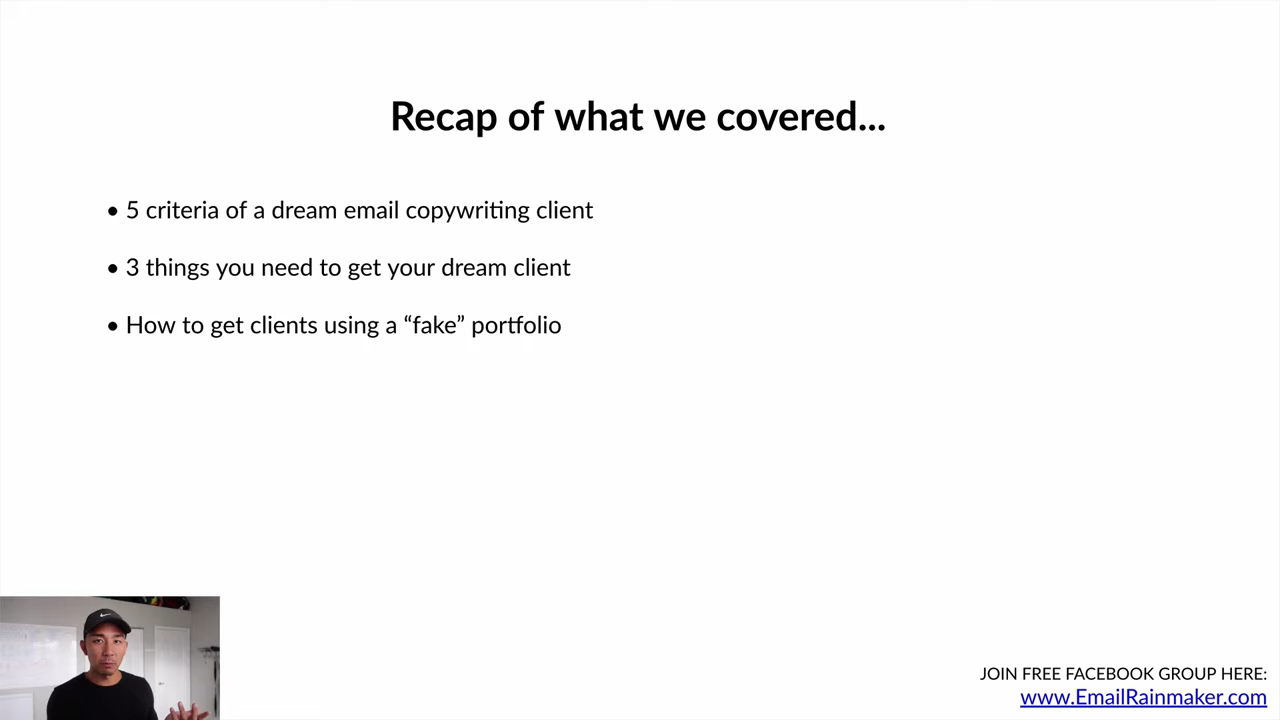 Recap of what we covered...
• 5 criteria of a dream email copywriting client
• 3 things you need to get your dream client
• How to get clients using a “fake” portfolio
JOIN FREE FACEBOOK GROUP HERE:
www.EmailRainmaker.com